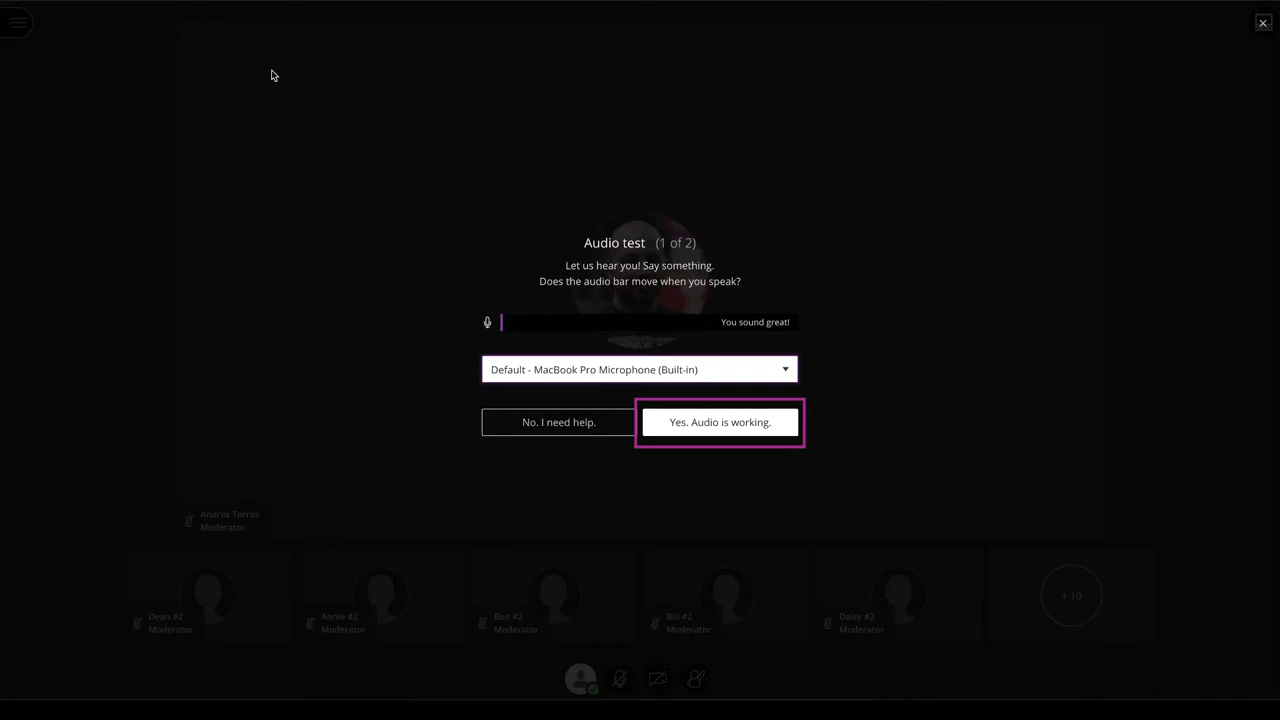 Audio test (1 of 2)
Let us hear you! Say something.
Does the audio bar move when you speak?
You sound great!
Default - MacBook Pro Microphone (Built-in)
No. I need help.
Yes. Audio is working.
Andres Torres
Moderator
Dean #2
Moderator
Annie #2
Moderator
Ben #2
Moderator
Bill #2
Moderator
Daisy #2
Moderator
+ 10